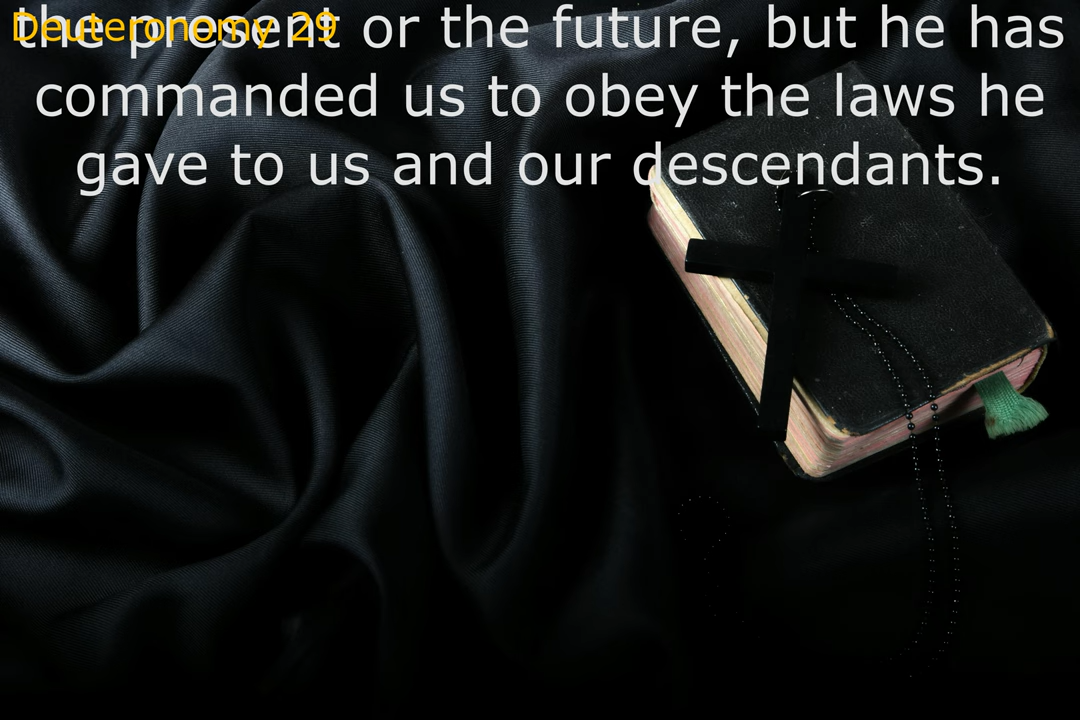 Deuteronomy 29
the present or the future, but he has
commanded us to obey the laws he
gave to us and our descendants.